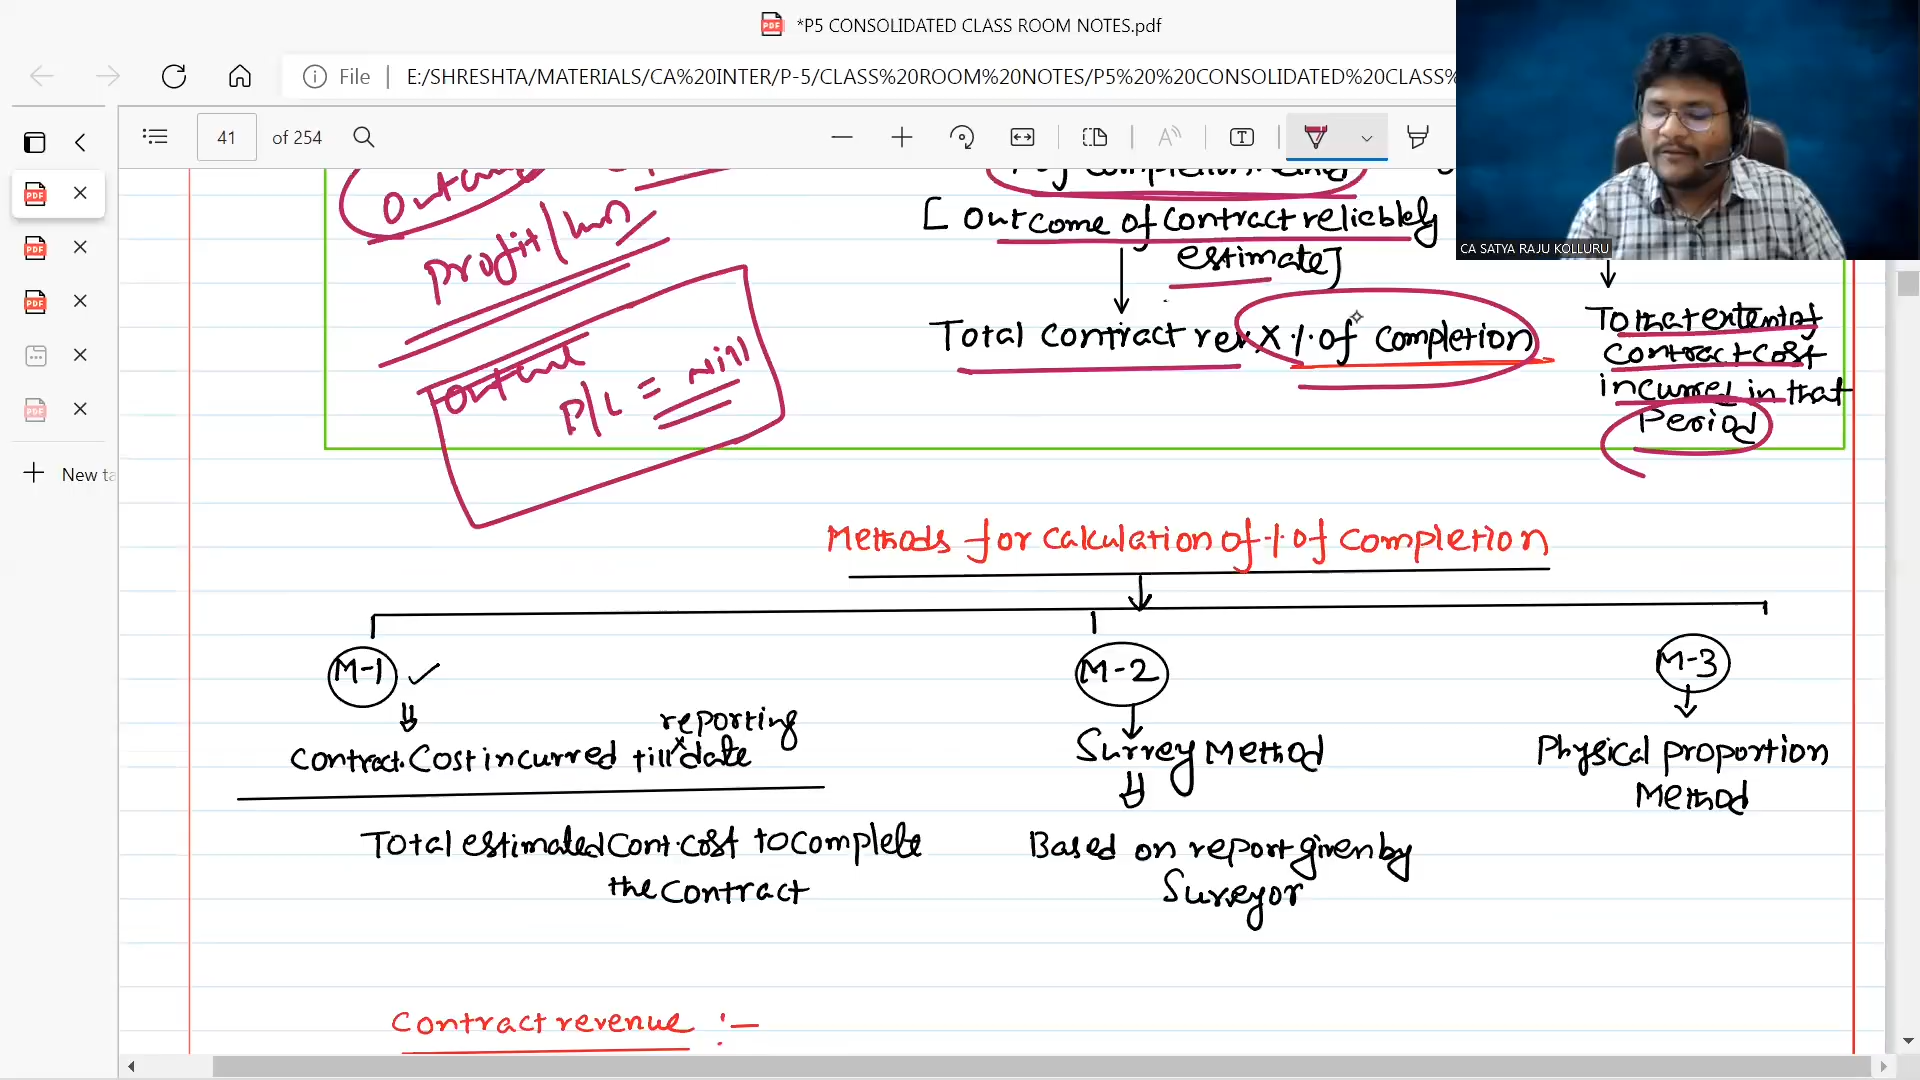 *P5 CONSOLIDATED CLASS ROOM NOTES.pdf
File
E:/SHRESHTA/MATERIALS/CA%20INTER/P-5/CLASS%20ROOM%20NOTES/P5%20%20CONSOLIDATED%20CLASS%
41 of 254
New ta
CA SATYA RAJU KOLLURU
profit/loss
[ Outcome of contract relieblely
estimate]
Total contract rev X % of completion
To that extent of
contract cost
incurred in that
Period
P/L = Nill
Methods for calculation of % of completion
M-1
M-2
M-3
reporting
Contract. Cost incurred till date
Total estimated Cont. cost to complete
the contract
Survey Method
Based on report given by
Surveyor
Physical proportion
Method
Contract revenue :-